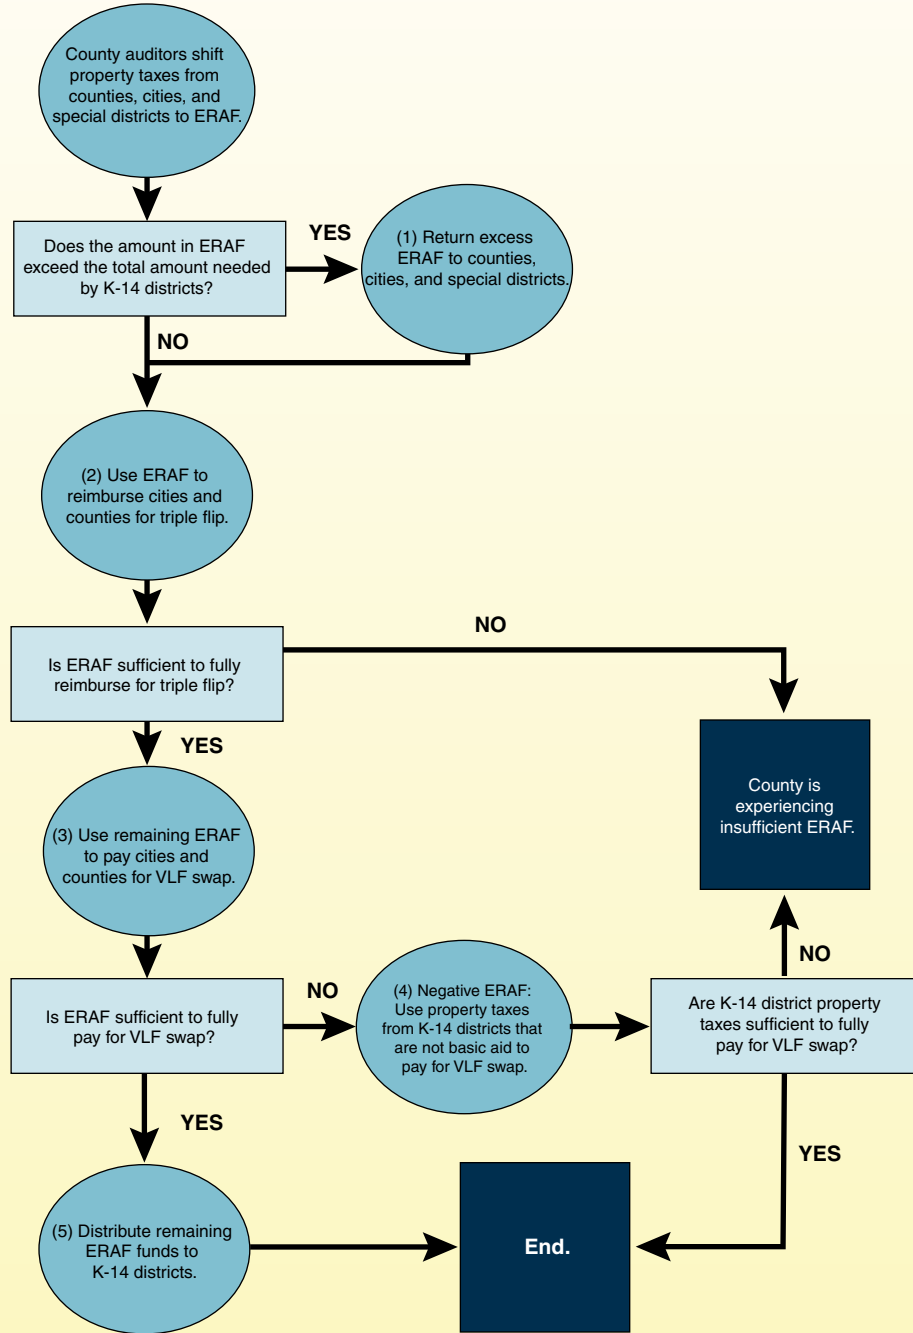 County auditors shift
property taxes from
counties, cities, and
special districts to ERAF.
Does the amount in ERAF
exceed the total amount needed
by K-14 districts?
YES
(1) Return excess
ERAF to counties,
cities, and special districts.
NO
(2) Use ERAF to
reimburse cities and
counties for triple flip.
Is ERAF sufficient to fully
reimburse for triple flip?
NO
YES
County is
experiencing
insufficient ERAF.
(3) Use remaining ERAF
to pay cities and
counties for VLF swap.
Is ERAF sufficient to fully
pay for VLF swap?
NO
(4) Negative ERAF:
Use property taxes
from K-14 districts that
are not basic aid to
pay for VLF swap.
Are K-14 district property
taxes sufficient to fully
pay for VLF swap?
NO
YES
YES
(5) Distribute remaining
ERAF funds to
K-14 districts.
End.